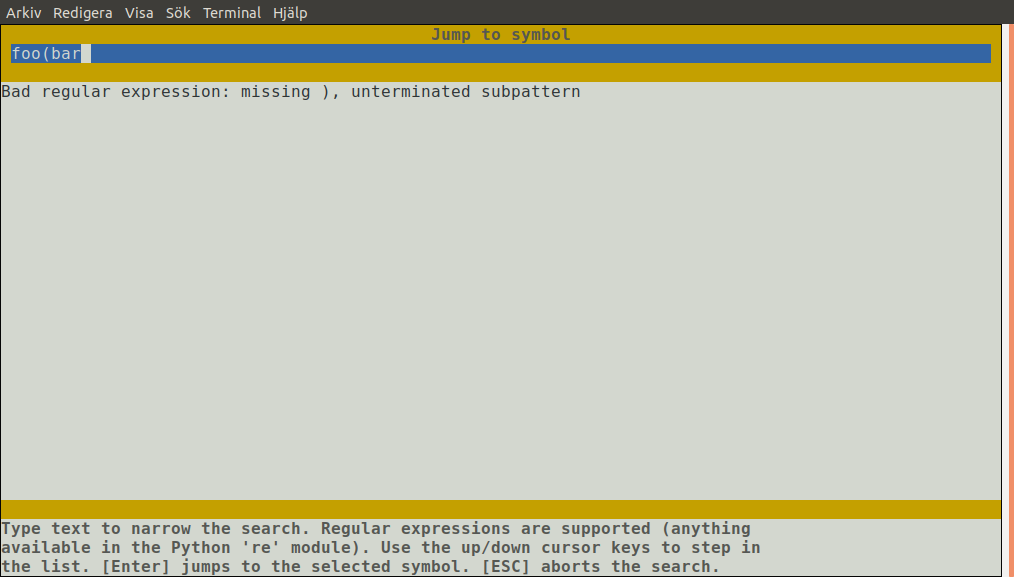 Arkiv Redigera Visa Sök Terminal Hjälp
Jump to symbol
foo(bar
Bad regular expression: missing ), unterminated subpattern
Type text to narrow the search. Regular expressions are supported (anything
available in the Python 're' module). Use the up/down cursor keys to step in
the list. [Enter] jumps to the selected symbol. [ESC] aborts the search.